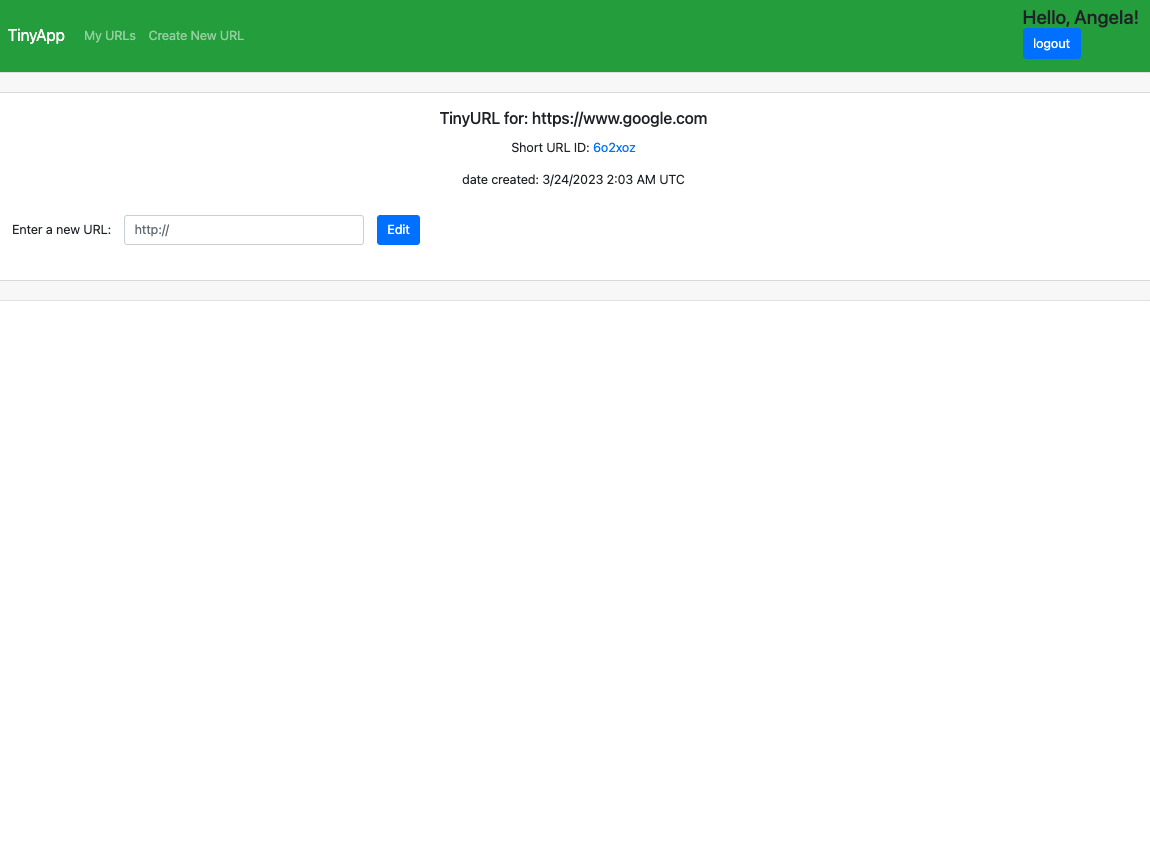 TinyApp My URLs Create New URL
Hello, Angela!
logout
TinyURL for: https://www.google.com
Short URL ID: 6o2xoz
date created: 3/24/2023 2:03 AM UTC
Enter a new URL: http:// Edit